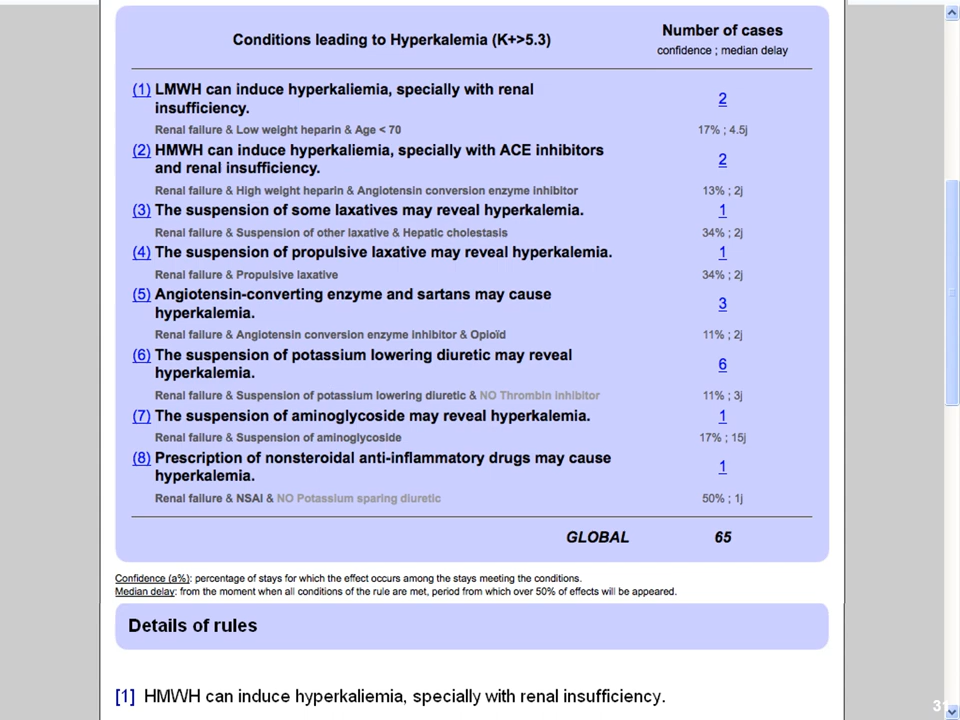 Conditions leading to Hyperkalemia (K+>5.3)
Number of cases
confidence ; median delay
(1) LMWH can induce hyperkaliemia, specially with renal
insufficiency.
2
Renal failure & Low weight heparin & Age < 70
17% ; 4.5j
(2) HMWH can induce hyperkaliemia, specially with ACE inhibitors
and renal insufficiency.
2
Renal failure & High weight heparin & Angiotensin conversion enzyme inhibitor
13% ; 2j
(3) The suspension of some laxatives may reveal hyperkalemia.
1
Renal failure & Suspension of other laxative & Hepatic cholestasis
34% ; 2j
(4) The suspension of propulsive laxative may reveal hyperkalemia.
1
Renal failure & Propulsive laxative
34% ; 2j
(5) Angiotensin-converting enzyme and sartans may cause
hyperkalemia.
3
Renal failure & Angiotensin conversion enzyme inhibitor & Opioïd
11% ; 2j
(6) The suspension of potassium lowering diuretic may reveal
hyperkalemia.
6
Renal failure & Suspension of potassium lowering diuretic & NO Thrombin inhibitor
11% ; 3j
(7) The suspension of aminoglycoside may reveal hyperkalemia.
1
Renal failure & Suspension of aminoglycoside
17% ; 15j
(8) Prescription of nonsteroidal anti-inflammatory drugs may cause
hyperkalemia.
1
Renal failure & NSAI & NO Potassium sparing diuretic
50% ; 1j
GLOBAL 65
Confidence (a%): percentage of stays for which the effect occurs among the stays meeting the conditions.
Median delay: from the moment when all conditions of the rule are met, period from which over 50% of effects will be appeared.
Details of rules
[1] HMWH can induce hyperkaliemia, specially with renal insufficiency.